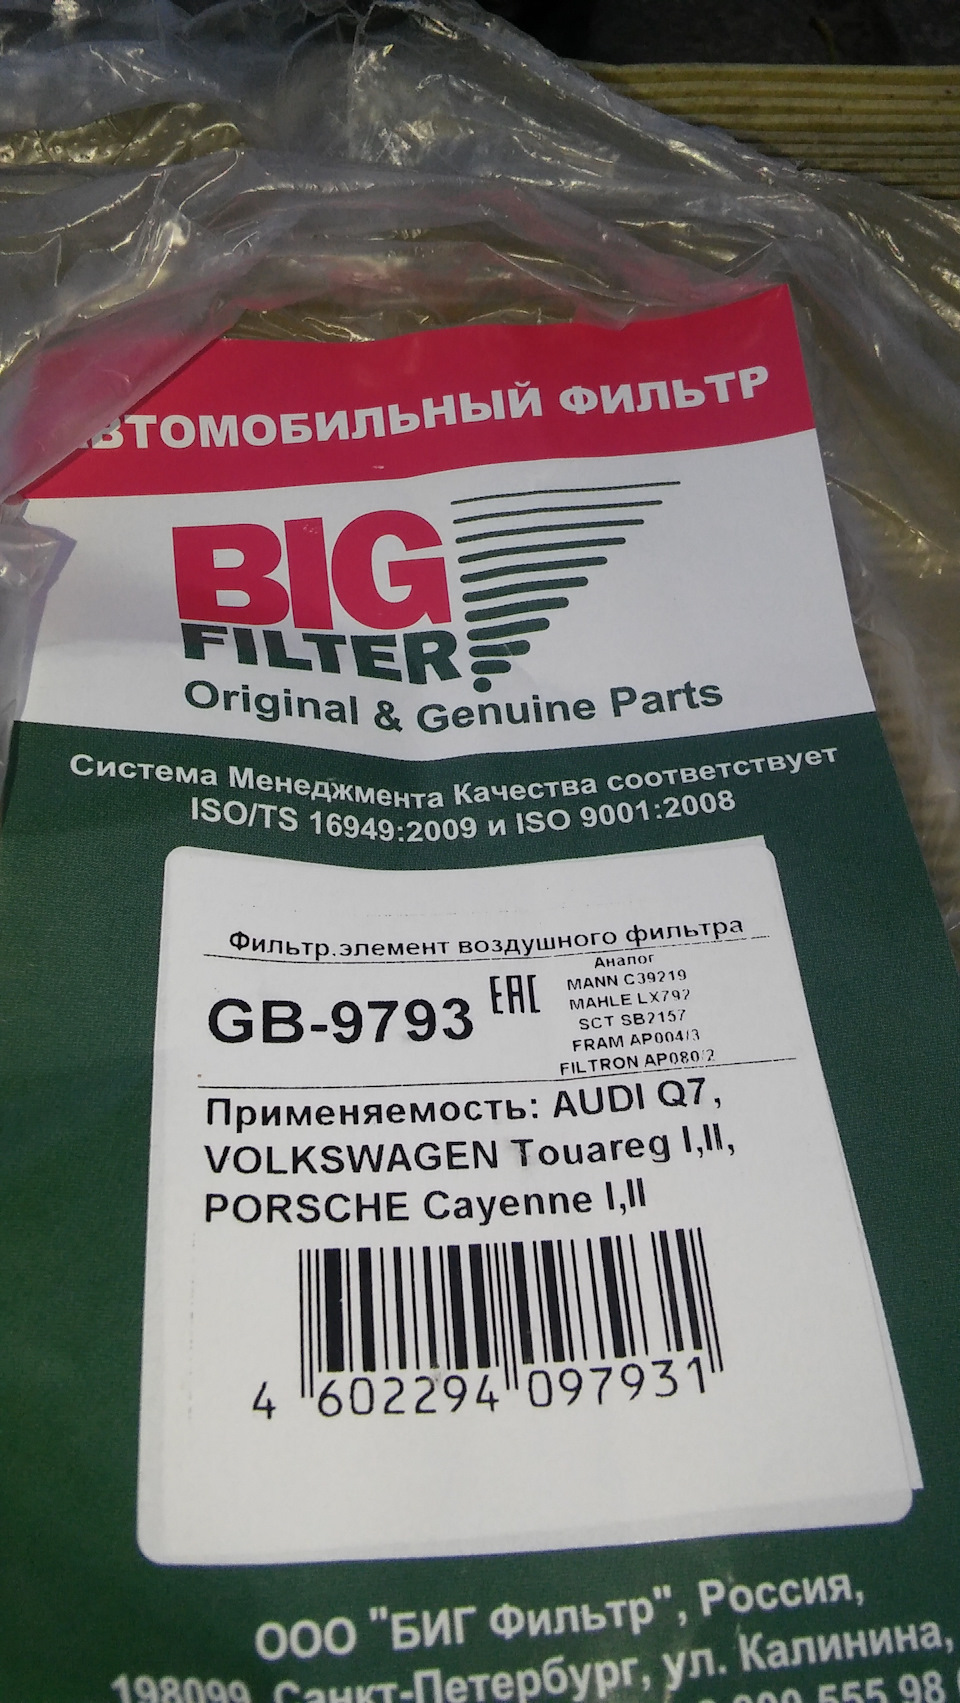 АВТОМОБИЛЬНЫЙ ФИЛЬТР
BIG
FILTER
Original & Genuine Parts
Система Менеджмента Качества соответствует
ISO/TS 16949:2009 и ISO 9001:2008
Фильтр.элемент воздушного фильтра
GB-9793
EAC
Аналог
MANN C39219
MAHLE LX792
SCT SB2157
FRAM AP004/3
FILTRON AP080/2
Применяемость: AUDI Q7,
VOLKSWAGEN Touareg I,II,
PORSCHE Cayenne I,II
4 602294 097931
ООО "БИГ Фильтр", Россия,
198099, Санкт-Петербург, ул. Калинина,
555 98